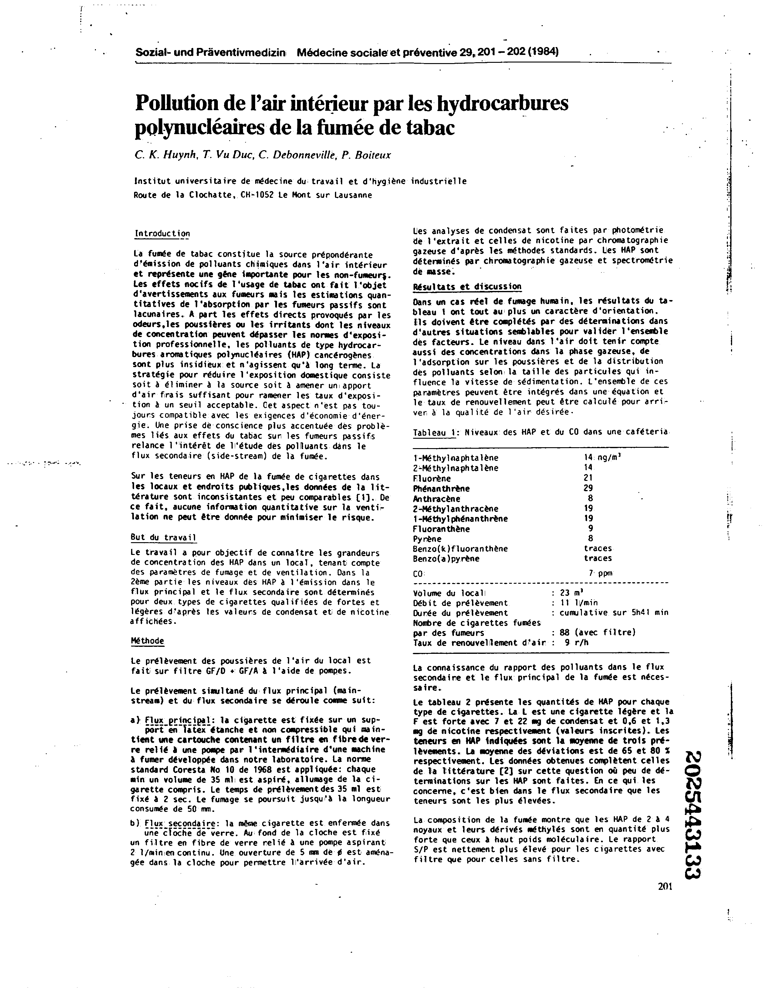 Sozial- und Präventivmedizin Médecine sociale et préventive 29, 201 – 202 (1984)
Pollution de l'air intérieur par les hydrocarbures
polynucléaires de la fumée de tabac
C. K. Huynh, T. Vu Duc, C. Debonneville, P. Boiteux
Institut universitaire de médecine du travail et d'hygiène industrielle
Route de la Clochatte, CH-1052 Le Mont sur Lausanne
Introduction
La fumée de tabac constitue la source prépondérante
d'émission de polluants chimiques dans l'air intérieur
et représente une gêne importante pour les non-fumeurs.
Les effets nocifs de l'usage de tabac ont fait l'objet
d'avertissements aux fumeurs mais les estimations quan-
titatives de l'absorption par les fumeurs passifs sont
lacunaires. A part les effets directs provoqués par les
odeurs,les poussières ou les irritants dont les niveaux
de concentration peuvent dépasser les normes d'exposi-
tion professionnelle, les polluants de type hydrocar-
bures aromatiques polynucléaires (HAP) cancérogènes
sont plus insidieux et n'agissent qu'à long terme. La
stratégie pour réduire l'exposition domestique consiste
soit à éliminer à la source soit à amener un apport
d'air frais suffisant pour ramener les taux d'exposi-
tion à un seuil acceptable. Cet aspect n'est pas tou-
jours compatible avec les exigences d'économie d'éner-
gie. Une prise de conscience plus accentuée des problè-
mes liés aux effets du tabac sur les fumeurs passifs
relance l'intérêt de l'étude des polluants dans le
flux secondaire (side-stream) de la fumée.
Sur les teneurs en HAP de la fumée de cigarettes dans
les locaux et endroits publiques,les données de la lit-
térature sont inconsistantes et peu comparables [1]. De
ce fait, aucune information quantitative sur la venti-
lation ne peut être donnée pour minimiser le risque.
But du travail
Le travail a pour objectif de connaître les grandeurs
de concentration des HAP dans un local, tenant compte
des paramètres de fumage et de ventilation. Dans la
2ème partie les niveaux des HAP à l'émission dans le
flux principal et le flux secondaire sont déterminés
pour deux types de cigarettes qualifiées de fortes et
légères d'après les valeurs de condensat et de nicotine
affichées.
Méthode
Le prélèvement des poussières de l'air du local est
fait sur filtre GF/D + GF/A à l'aide de pompes.
Le prélèvement simultané du flux principal (main-
stream) et du flux secondaire se déroule comme suit:
a) Flux principal: la cigarette est fixée sur un sup-
port en latex étanche et non compressible qui main-
tient une cartouche contenant un filtre en fibre de ver-
re relié à une pompe par l'intermédiaire d'une machine
à fumer développée dans notre laboratoire. La norme
standard Coresta No 10 de 1968 est appliquée: chaque
min un volume de 35 ml est aspiré, allumage de la ci-
garette compris. Le temps de prélèvement des 35 ml est
fixé à 2 sec. Le fumage se poursuit jusqu'à la longueur
consumée de 50 mm.
b) Flux secondaire: la même cigarette est enfermée dans
une cloche de verre. Au fond de la cloche est fixé
un filtre en fibre de verre relié à une pompe aspirant
2 l/min en continu. Une ouverture de 5 mm de ø est aména-
gée dans la cloche pour permettre l'arrivée d'air.
Les analyses de condensat sont faites par photométrie
de l'extrait et celles de nicotine par chromatographie
gazeuse d'après les méthodes standards. Les HAP sont
déterminés par chromatographie gazeuse et spectrométrie
de masse.
Résultats et discussion
Dans un cas réel de fumage humain, les résultats du ta-
bleau 1 ont tout au plus un caractère d'orientation.
Ils doivent être complétés par des déterminations dans
d'autres situations semblables pour valider l'ensemble
des facteurs. Le niveau dans l'air doit tenir compte
aussi des concentrations dans la phase gazeuse, de
l'adsorption sur les poussières et de la distribution
des polluants selon la taille des particules qui in-
fluence la vitesse de sédimentation. L'ensemble de ces
paramètres peuvent être intégrés dans une équation et
le taux de renouvellement peut être calculé pour arri-
ver à la qualité de l'air désirée.
Tableau 1: Niveaux des HAP et du CO dans une caféteria
1-Méthylnaphtalène 14 ng/m³
2-Méthylnaphtalène 14
Fluorène 21
Phénanthrène 29
Anthracène 8
2-Méthylanthracène 19
1-Méthylphénanthrène 19
Fluoranthène 9
Pyrène 8
Benzo(k)fluoranthène traces
Benzo(a)pyrène traces
CO 7 ppm
Volume du local : 23 m³
Débit de prélèvement : 11 l/min
Durée du prélèvement : cumulative sur 5h41 min
Nombre de cigarettes fumées
par des fumeurs : 88 (avec filtre)
Taux de renouvellement d'air : 9 r/h
La connaissance du rapport des polluants dans le flux
secondaire et le flux principal de la fumée est néces-
saire.
Le tableau 2 présente les quantités de HAP pour chaque
type de cigarettes. La L est une cigarette légère et la
F est forte avec 7 et 22 mg de condensat et 0,6 et 1,3
mg de nicotine respectivement (valeurs inscrites). Les
teneurs en HAP indiquées sont la moyenne de trois pré-
lèvements. La moyenne des déviations est de 65 et 80 %
respectivement. Les données obtenues complètent celles
de la littérature [2] sur cette question où peu de dé-
terminations sur les HAP sont faites. En ce qui les
concerne, c'est bien dans le flux secondaire que les
teneurs sont les plus élevées.
La composition de la fumée montre que les HAP de 2 à 4
noyaux et leurs dérivés méthylés sont en quantité plus
forte que ceux à haut poids moléculaire. Le rapport
S/P est nettement plus élevé pour les cigarettes avec
filtre que pour celles sans filtre.
201
2025443133